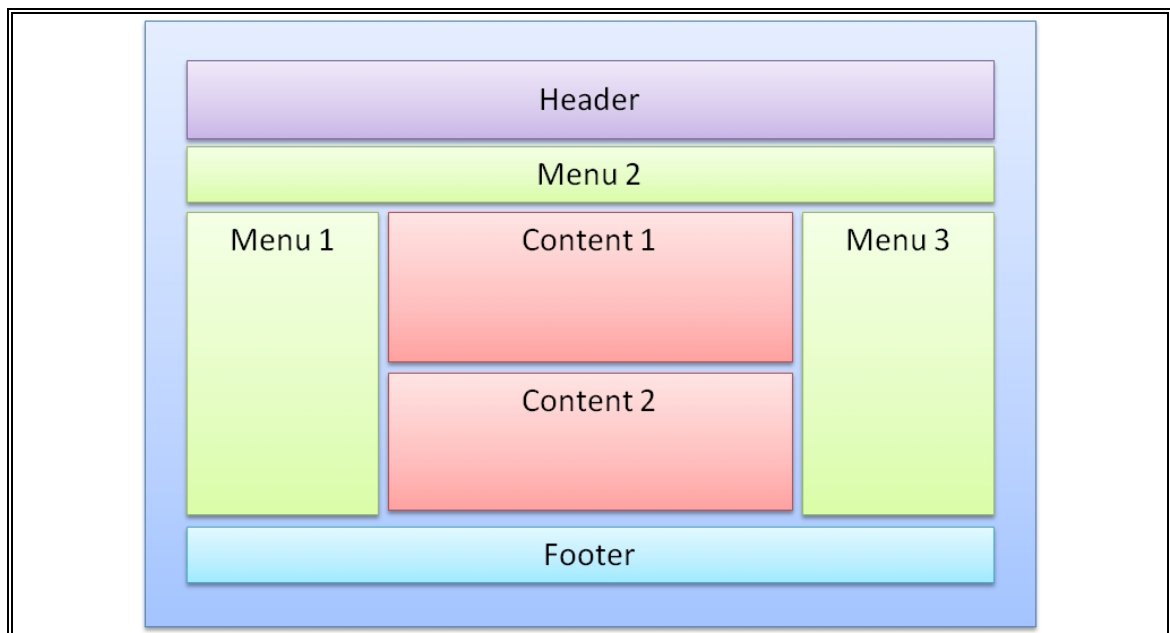 Header
Menu 2
Menu 1
Content 1
Menu 3
Content 2
Footer